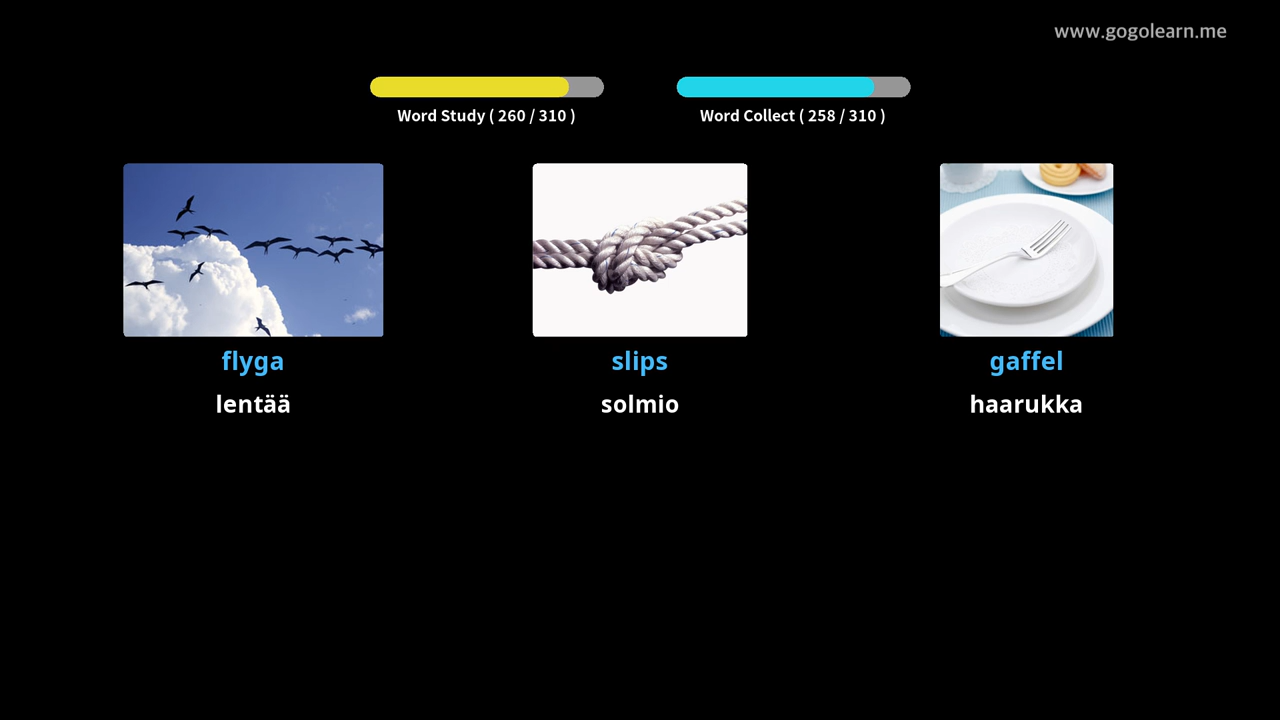 www.gogolearn.me
Word Study ( 260 / 310 )
Word Collect ( 258 / 310 )
flyga
slips
gaffel
lentää
solmio
haarukka